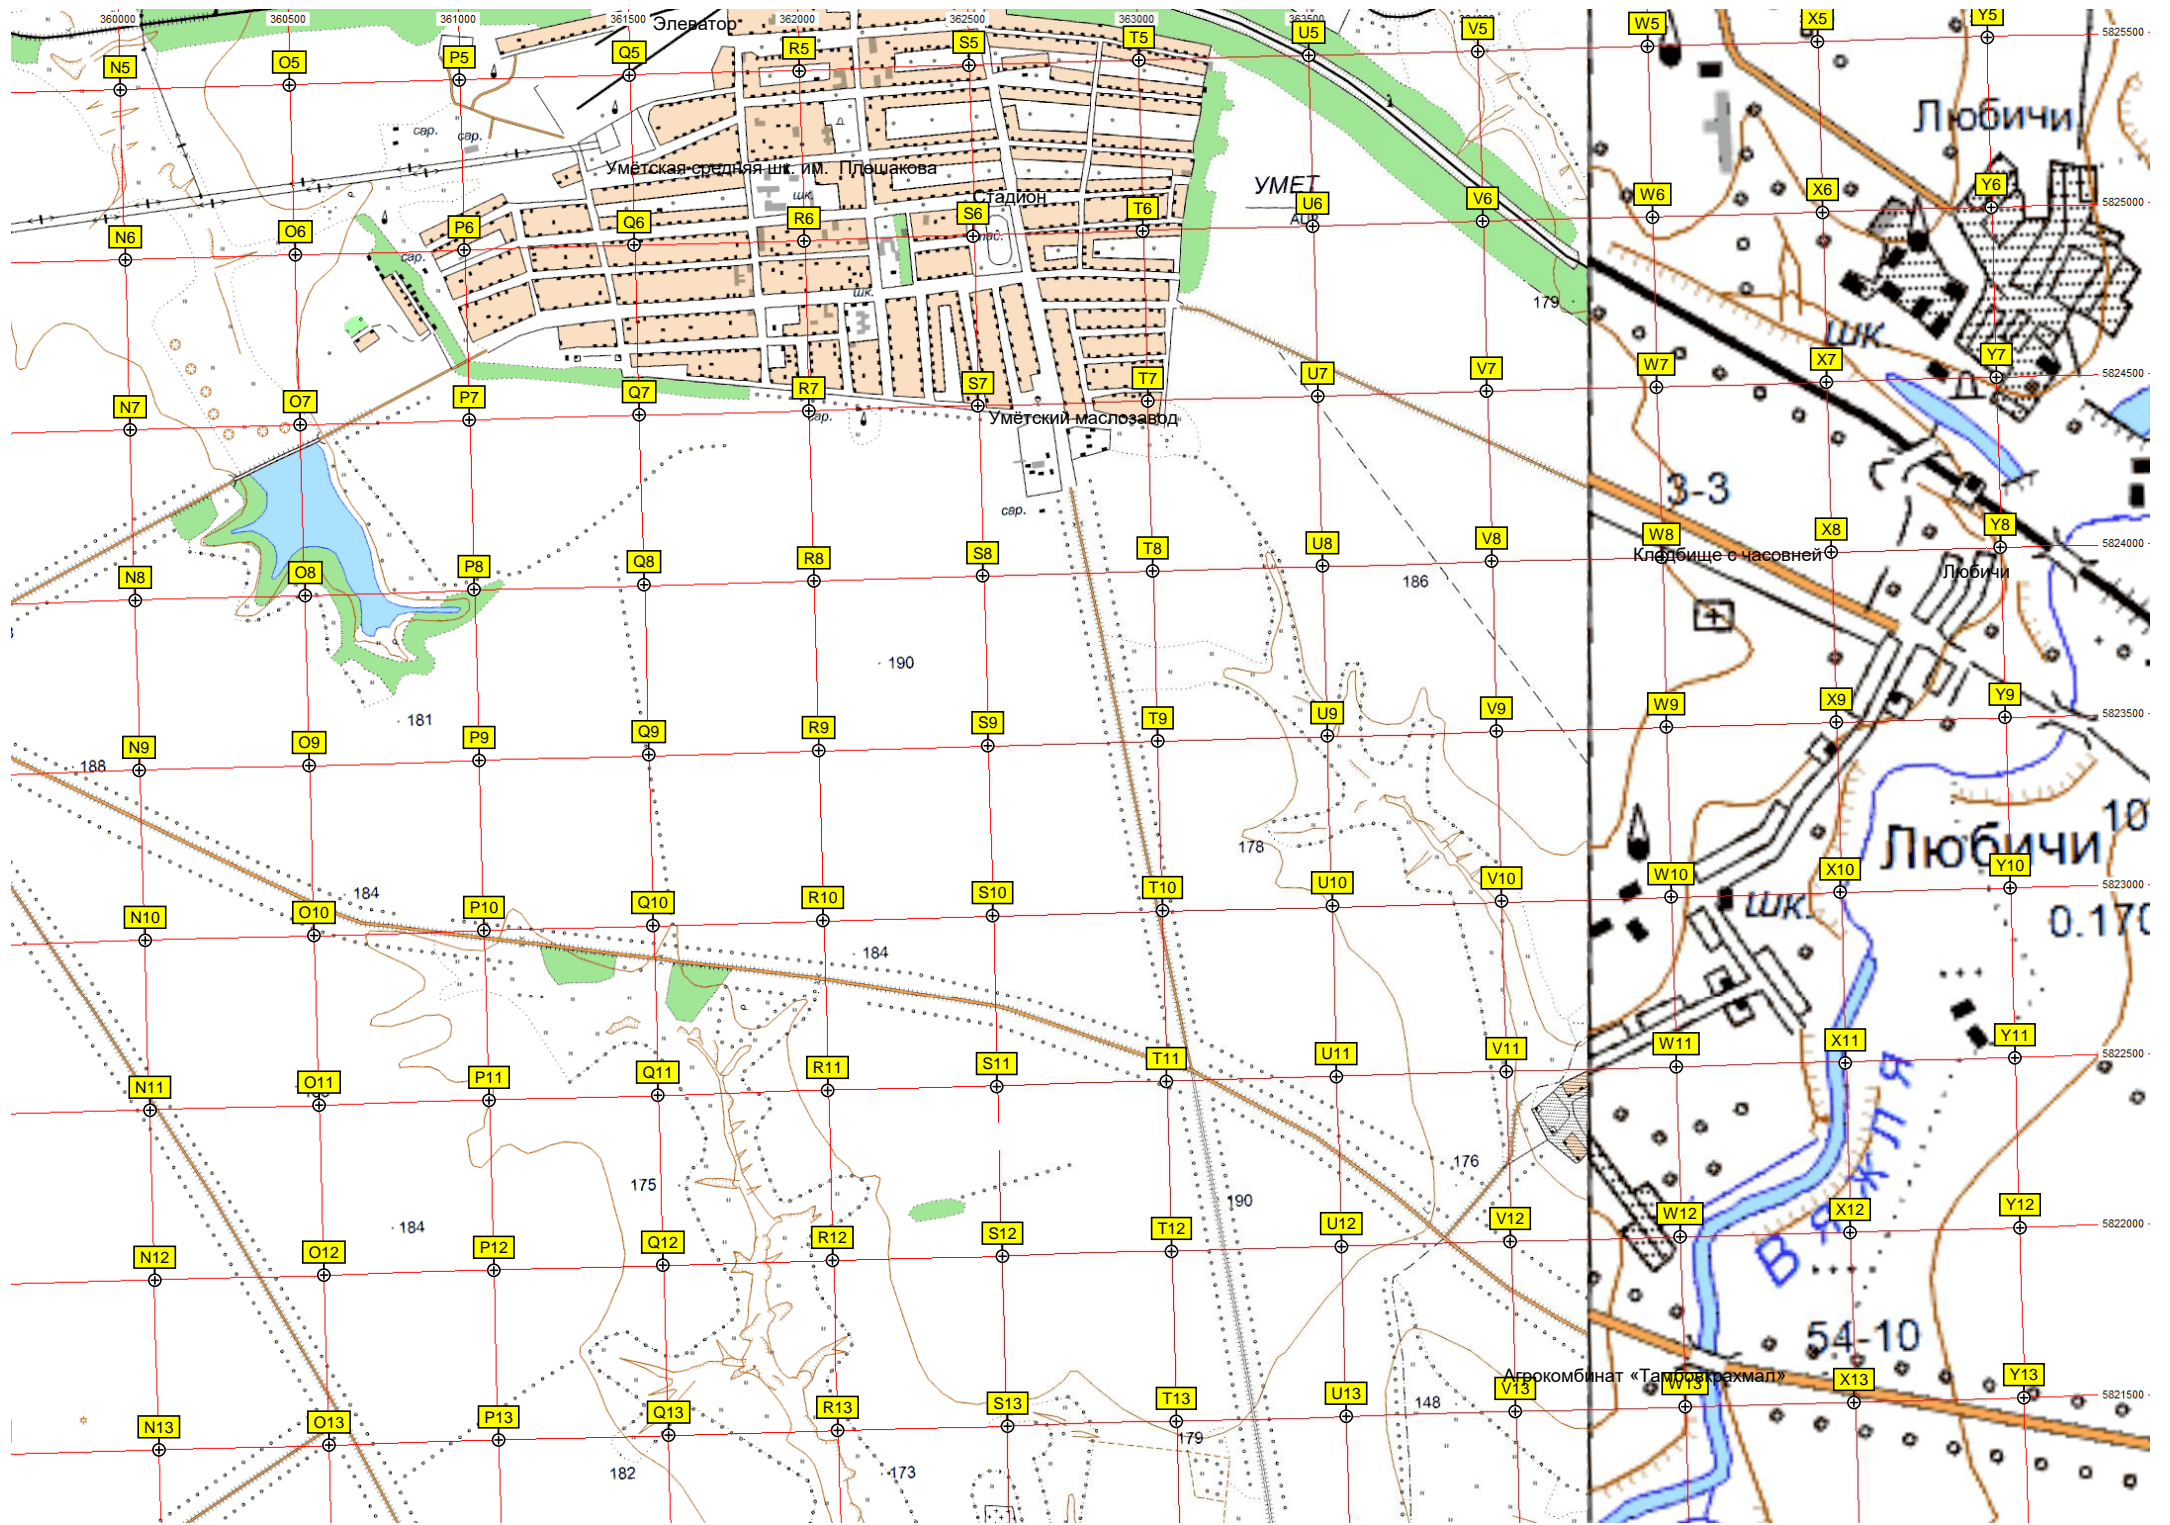 360000 360500 361000 361500 362000 362500 363000 363500
Элеватор
N5 O5 P5 Q5 R5 S5 T5 U5 V5 W5 X5 Y5
5825500
Любичи
сар. сар.
Умётская средняя шк. им. Плешакова
шк.
Стадион
УМЕТ
N6 O6 P6 Q6 R6 S6 T6 U6 V6 W6 X6 Y6
5825000
сар.
шк.
179
шк.
N7 O7 P7 Q7 R7 S7 T7 U7 V7 W7 X7 Y7
5824500
сар.
Умётский маслозавод
3-3
сар.
N8 O8 P8 Q8 R8 S8 T8 U8 V8 W8 X8 Y8
5824000
Кладбище с часовней
Любичи
186
190
181
N9 O9 P9 Q9 R9 S9 T9 U9 V9 W9 X9 Y9
5823500
188
178
Любичи
10
184
N10 O10 P10 Q10 R10 S10 T10 U10 V10 W10 X10 Y10
5823000
шк.
0.170
184
N11 O11 P11 Q11 R11 S11 T11 U11 V11 W11 X11 Y11
5822500
ВЯЖЛЯ
176
175
190
184
N12 O12 P12 Q12 R12 S12 T12 U12 V12 W12 X12 Y12
5822000
54-10
Агрокомбинат «Тамбовкрахмал»
N13 O13 P13 Q13 R13 S13 T13 U13 V13 W13 X13 Y13
5821500
148
179
182
173